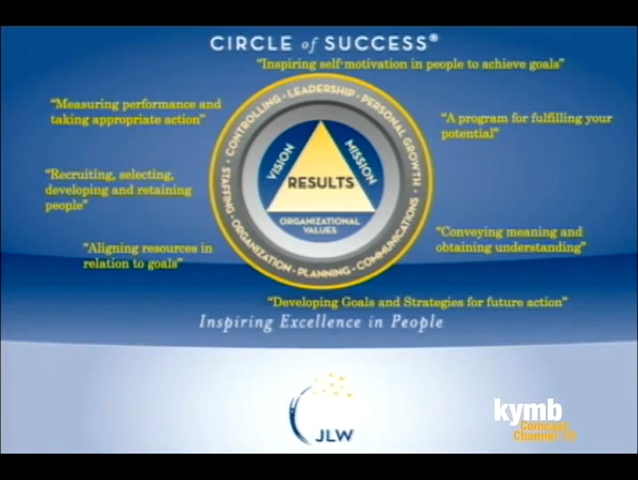 CIRCLE of SUCCESS®
"Inspiring self-motivation in people to achieve goals"
"Measuring performance and
taking appropriate action"
"A program for fulfilling your
potential"
"Recruiting, selecting,
developing and retaining
people"
"Conveying meaning and
obtaining understanding"
"Aligning resources in
relation to goals"
"Developing Goals and Strategies for future action"
CONTROLLING • LEADERSHIP • PERSONAL GROWTH •
STAFFING • ORGANIZATION • PLANNING • COMMUNICATIONS •
VISION
MISSION
RESULTS
ORGANIZATIONAL
VALUES
Inspiring Excellence in People
JLW
kymb
Comcast
Channel